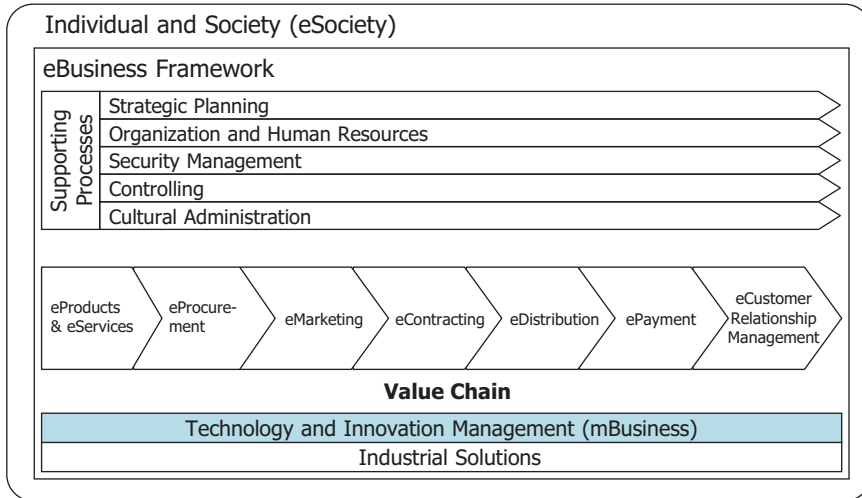 Individual and Society (eSociety)
eBusiness Framework
Supporting
Processes
Strategic Planning
Organization and Human Resources
Security Management
Controlling
Cultural Administration
eProducts
& eServices
eProcure-
ment
eMarketing
eContracting
eDistribution
ePayment
eCustomer
Relationship
Management
Value Chain
Technology and Innovation Management (mBusiness)
Industrial Solutions